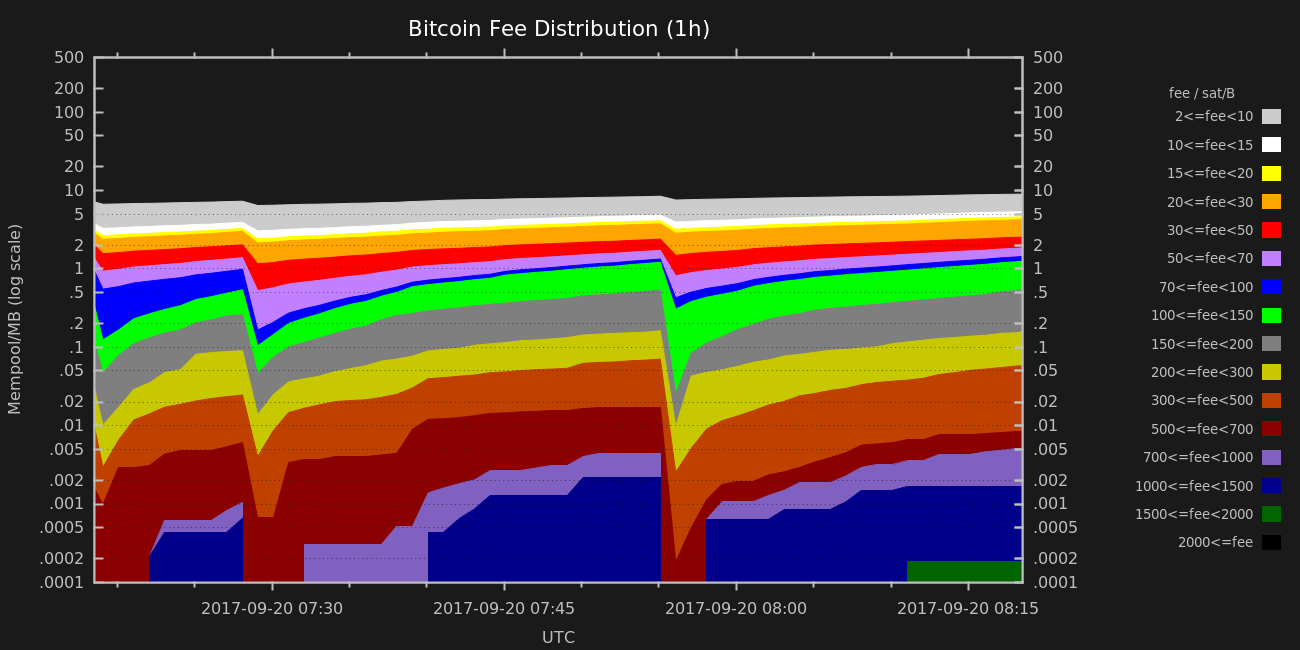 Bitcoin Fee Distribution (1h)
500 500
200 200
100 100
50 50
20 20
10 10
5 5
2 2
1 1
.5 .5
.2 .2
.1 .1
.05 .05
.02 .02
.01 .01
.005 .005
.002 .002
.001 .001
.0005 .0005
.0002 .0002
.0001 .0001
Mempool/MB (log scale)
2017-09-20 07:30 2017-09-20 07:45 2017-09-20 08:00 2017-09-20 08:15
UTC
fee / sat/B
2<=fee<10
10<=fee<15
15<=fee<20
20<=fee<30
30<=fee<50
50<=fee<70
70<=fee<100
100<=fee<150
150<=fee<200
200<=fee<300
300<=fee<500
500<=fee<700
700<=fee<1000
1000<=fee<1500
1500<=fee<2000
2000<=fee